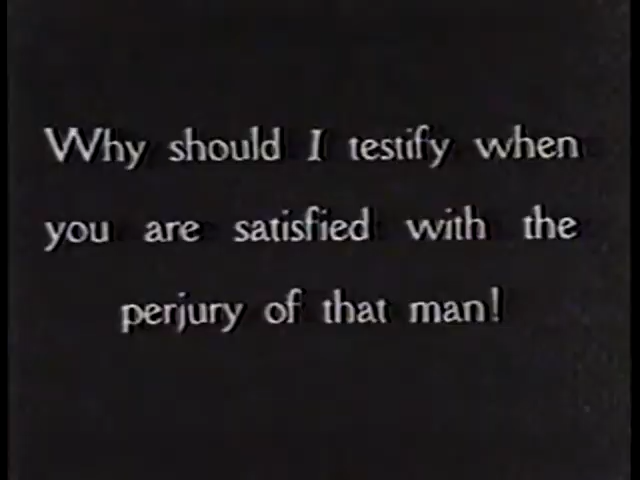 Why should I testify when
you are satisfied with the
perjury of that man!